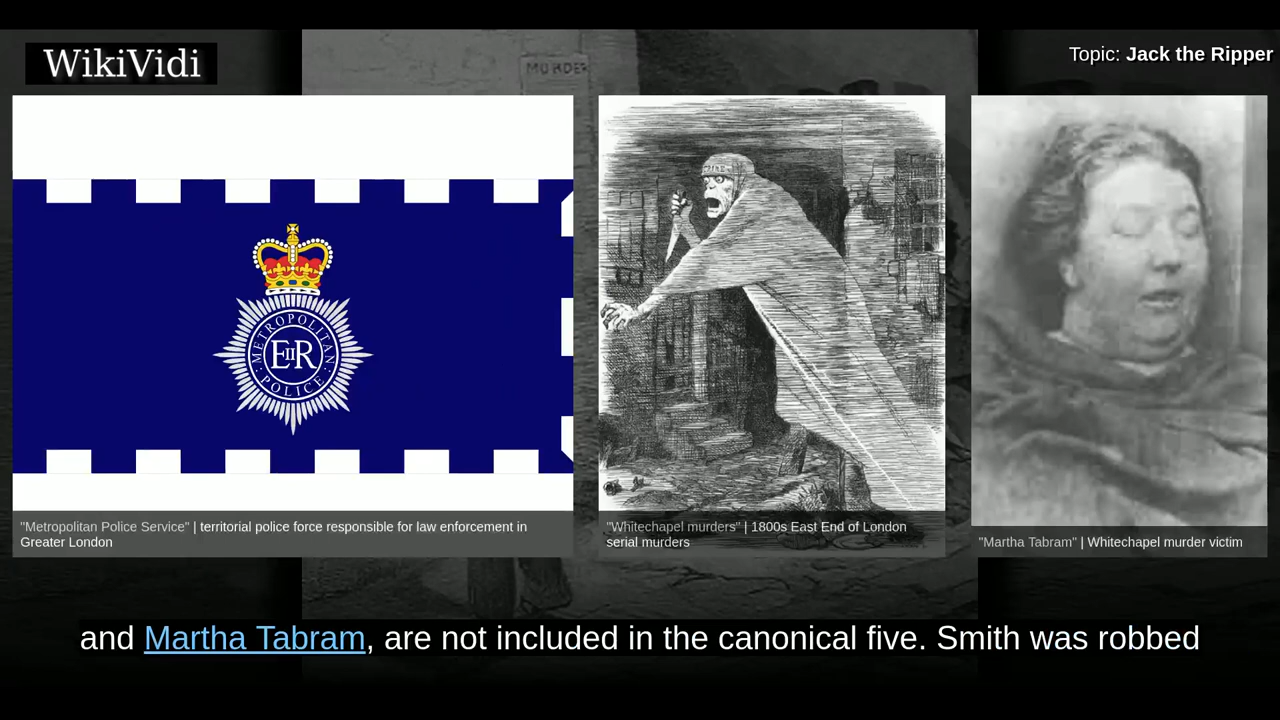 WikiVidi
Topic: Jack the Ripper
MURDER
METROPOLITAN
EIIR
POLICE
CRIME
"Metropolitan Police Service" | territorial police force responsible for law enforcement in
Greater London
"Whitechapel murders" | 1800s East End of London
serial murders
"Martha Tabram" | Whitechapel murder victim
and Martha Tabram, are not included in the canonical five. Smith was robbed